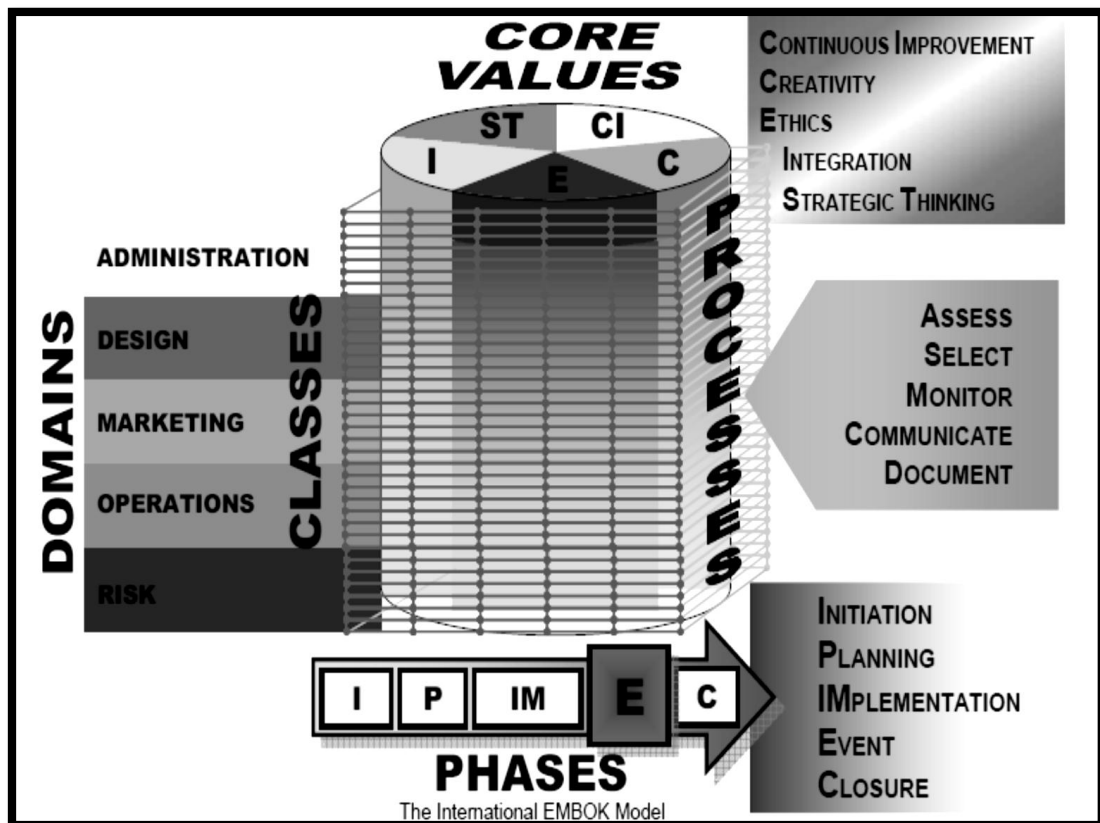 CORE
VALUES
ST
CI
I
E
C
CONTINUOUS IMPROVEMENT
CREATIVITY
ETHICS
INTEGRATION
STRATEGIC THINKING
DOMAINS
ADMINISTRATION
DESIGN
MARKETING
OPERATIONS
RISK
CLASSES
PROCESSES
ASSESS
SELECT
MONITOR
COMMUNICATE
DOCUMENT
I
P
IM
E
C
INITIATION
PLANNING
IMPLEMENTATION
EVENT
CLOSURE
PHASES
The International EMBOK Model